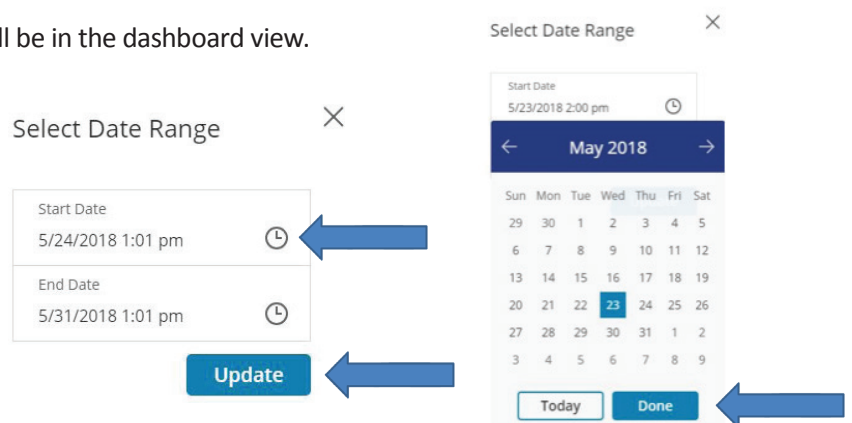 ll be in the dashboard view.
Select Date Range
Start Date
5/24/2018 1:01 pm
End Date
5/31/2018 1:01 pm
Update
Select Date Range
Start Date
5/23/2018 2:00 pm
May 2018
Sun Mon Tue Wed Thu Fri Sat
29 30 1 2 3 4 5
6 7 8 9 10 11 12
13 14 15 16 17 18 19
20 21 22 23 24 25 26
27 28 29 30 31 1 2
3 4 5 6 7 8 9
Today Done